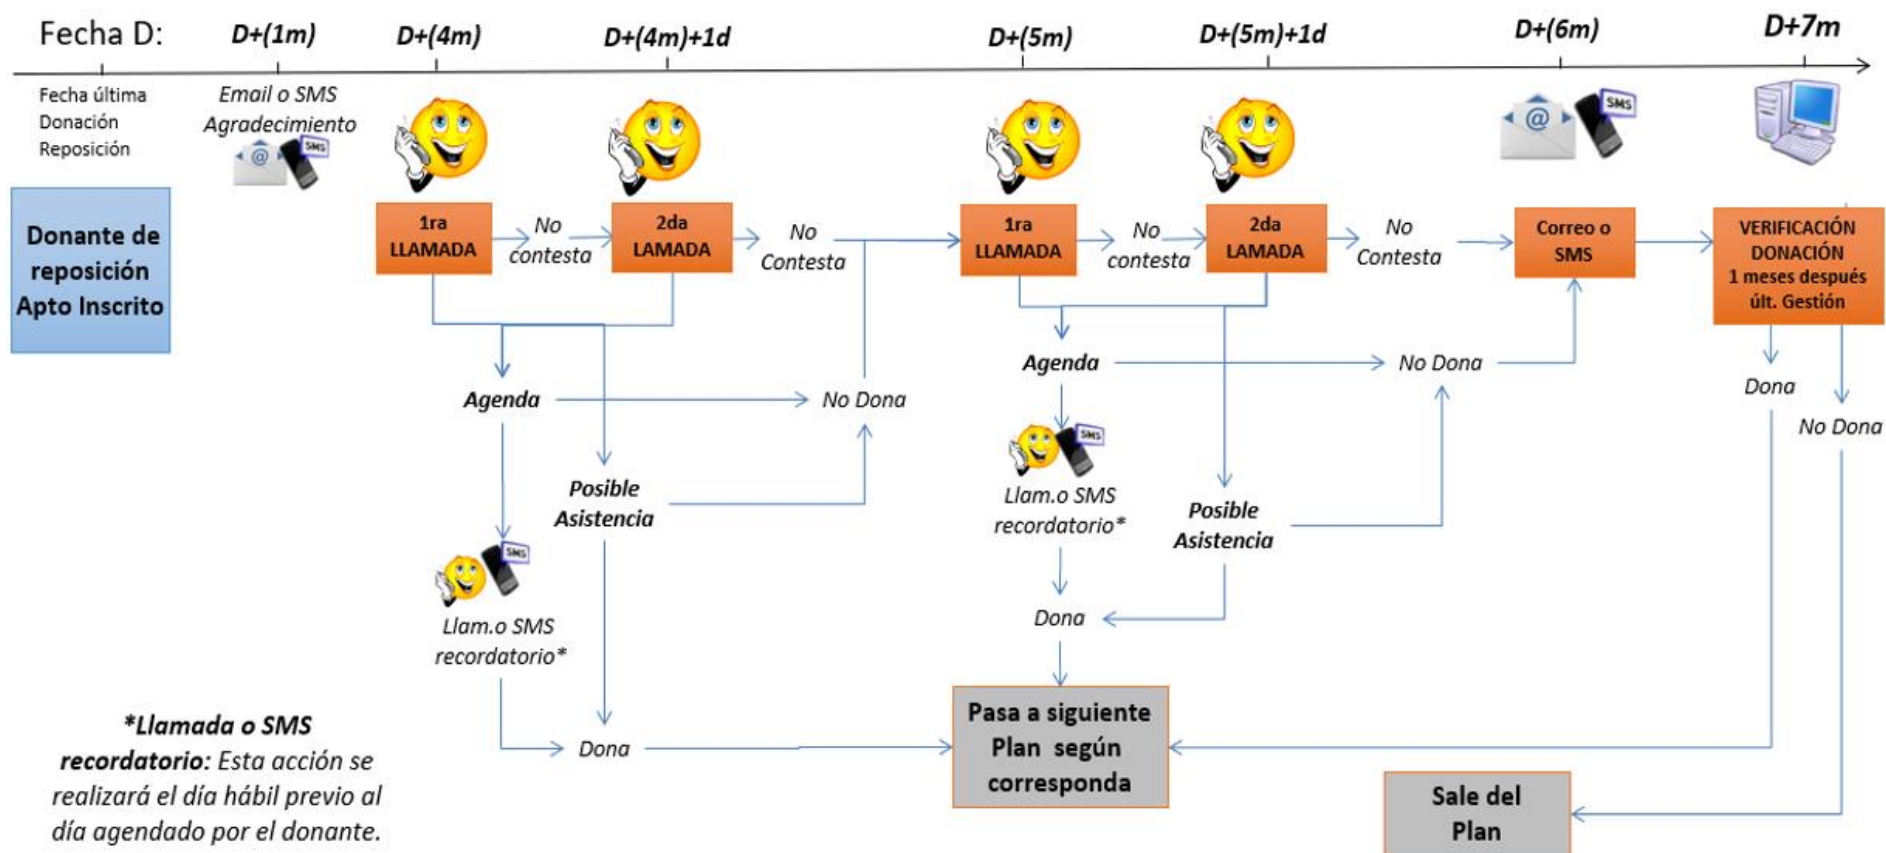 Fecha D:
D+(1m)
D+(4m)
D+(4m)+1d
D+(5m)
D+(5m)+1d
D+(6m)
D+7m
Fecha última
Donación
Reposición
Email o SMS
Agradecimiento
@
SMS
@
SMS
Donante de
reposición
Apto Inscrito
1ra
LLAMADA
No
contesta
2da
LAMADA
No
Contesta
1ra
LLAMADA
No
contesta
2da
LAMADA
No
Contesta
Correo o
SMS
VERIFICACIÓN
DONACIÓN
1 meses después
últ. Gestión
Agenda
No Dona
Agenda
No Dona
Dona
No Dona
SMS
Posible
Asistencia
Llam.o SMS
recordatorio*
Posible
Asistencia
SMS
Llam.o SMS
recordatorio*
Dona
Dona
Pasa a siguiente
Plan según
corresponda
Sale del
Plan
*Llamada o SMS
recordatorio: Esta acción se
realizará el día hábil previo al
día agendado por el donante.